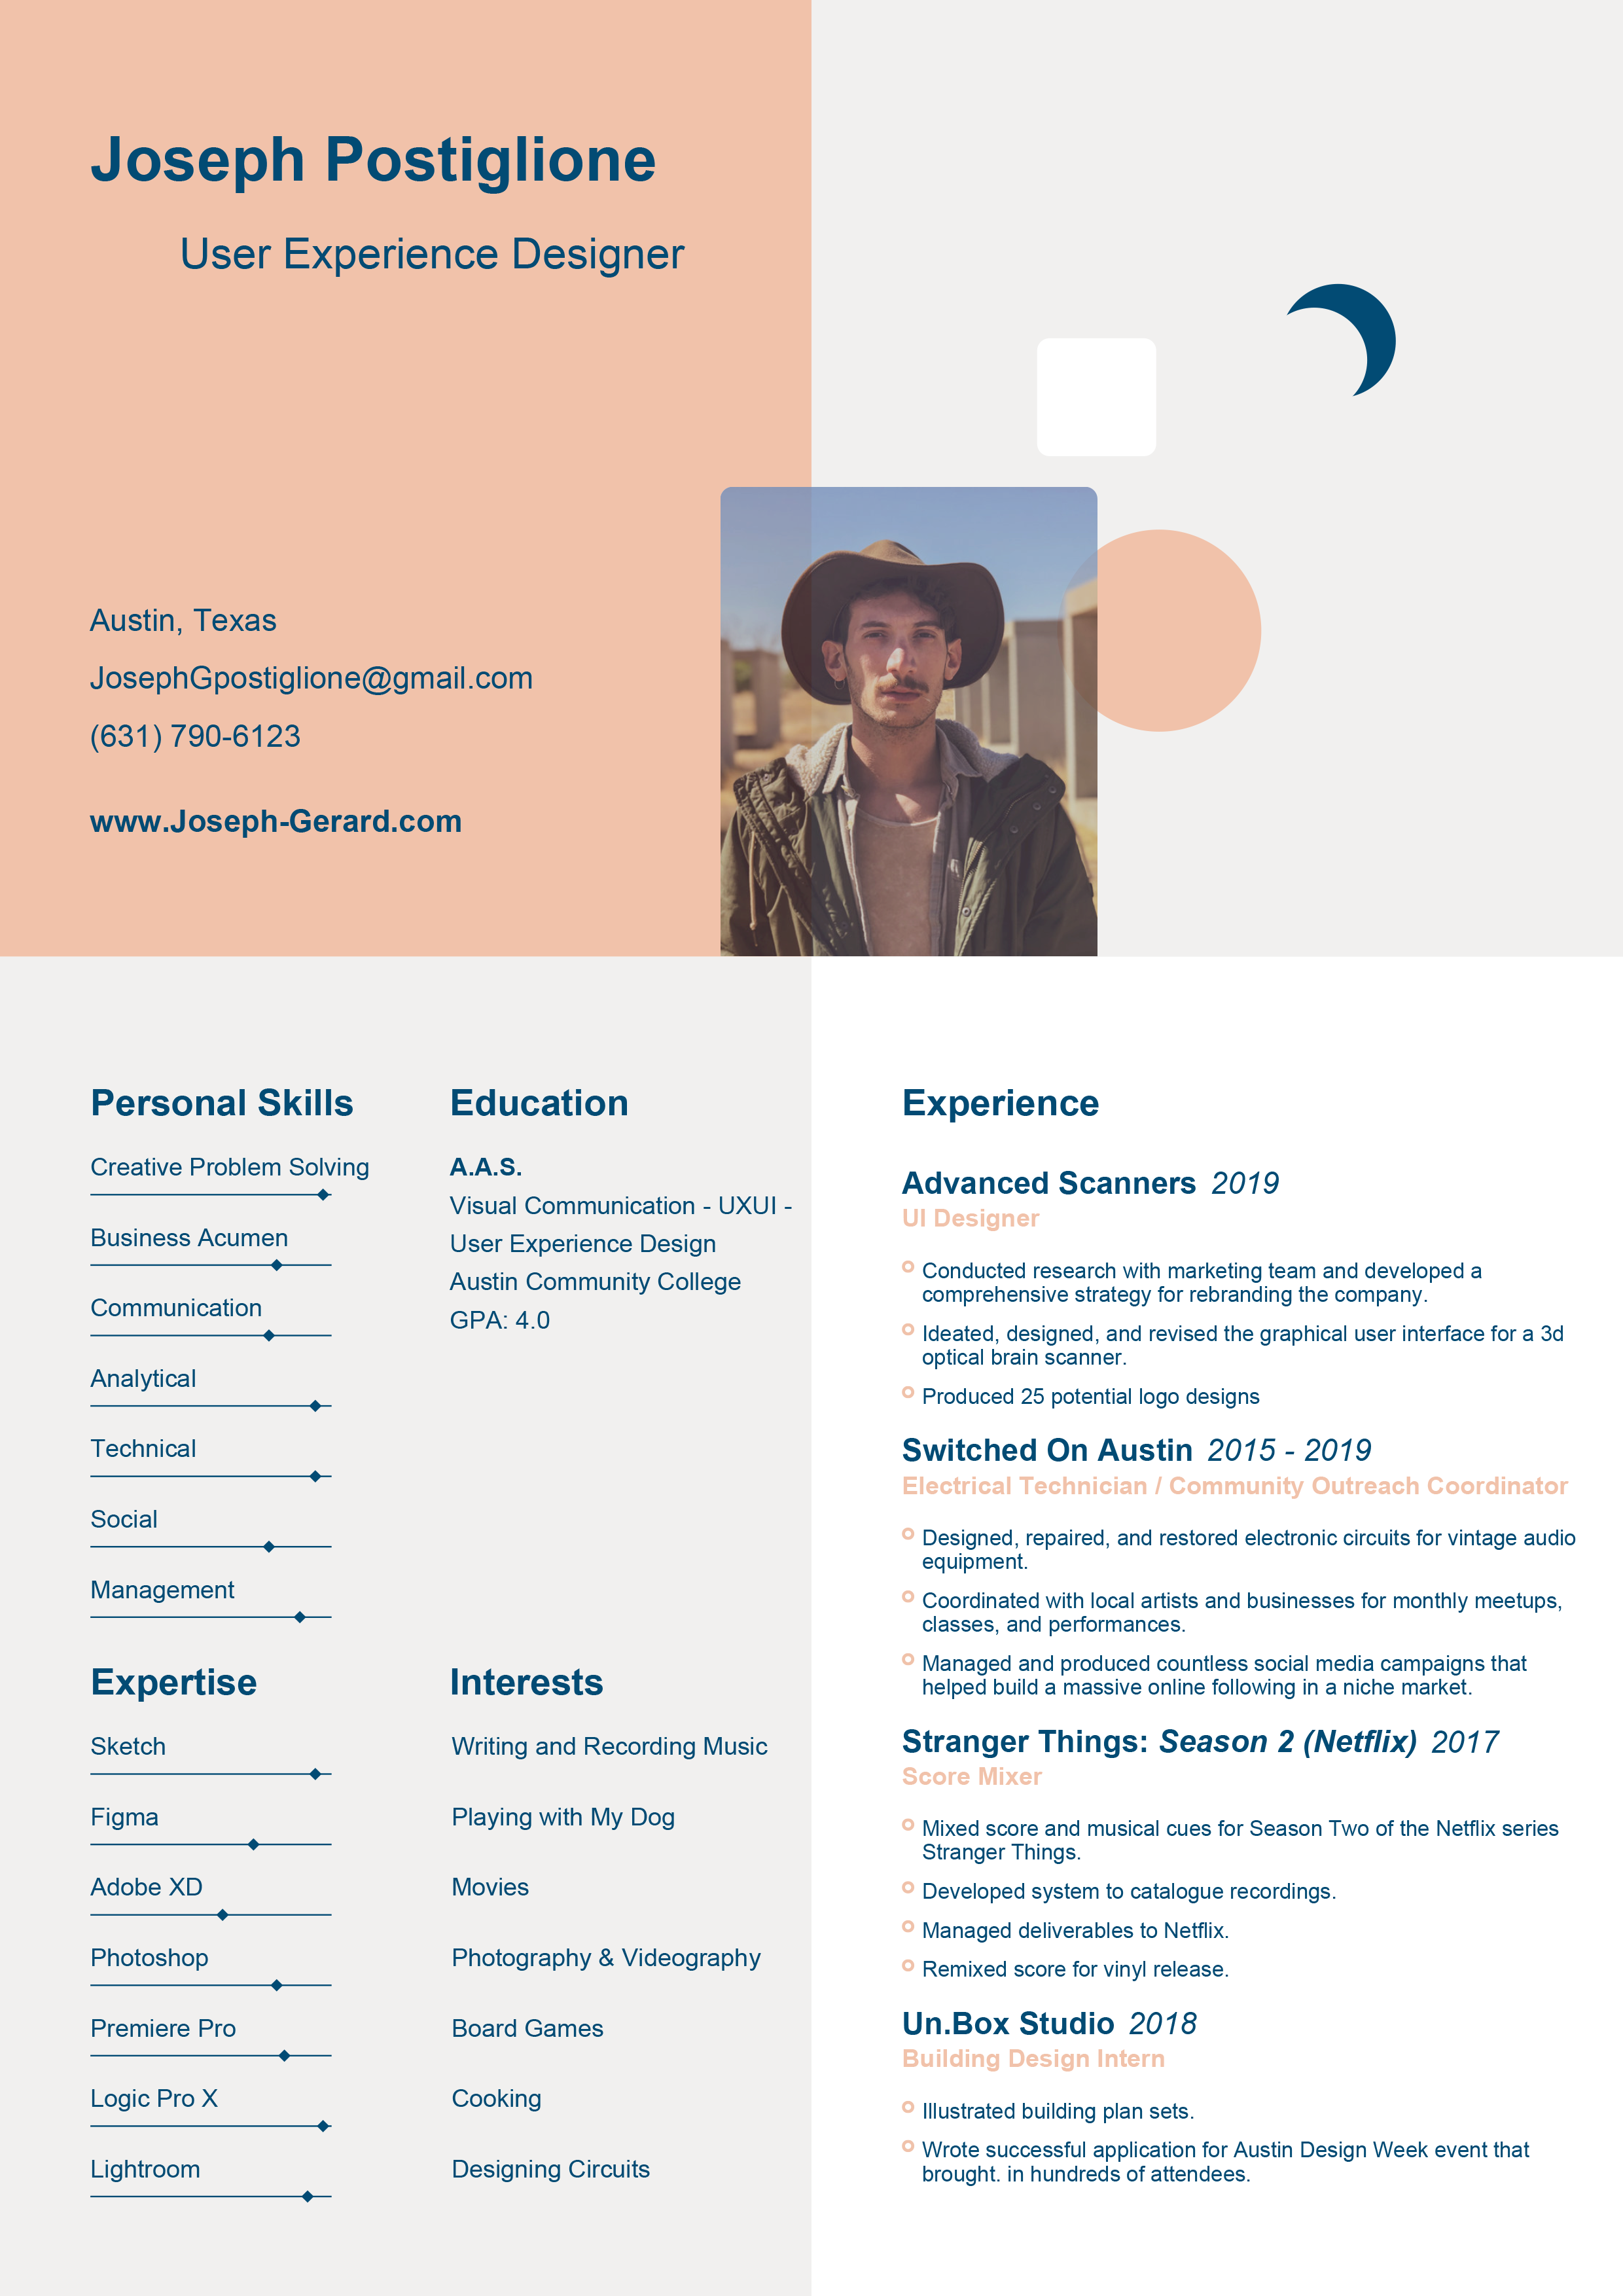 Joseph Postiglione
User Experience Designer
Austin, Texas
JosephGpostiglione@gmail.com
(631) 790-6123
www.Joseph-Gerard.com
Personal Skills
Creative Problem Solving
Business Acumen
Communication
Analytical
Technical
Social
Management
Education
A.A.S.
Visual Communication - UXUI -
User Experience Design
Austin Community College
GPA: 4.0
Expertise
Sketch
Figma
Adobe XD
Photoshop
Premiere Pro
Logic Pro X
Lightroom
Interests
Writing and Recording Music
Playing with My Dog
Movies
Photography & Videography
Board Games
Cooking
Designing Circuits
Experience
Advanced Scanners 2019
UI Designer
Conducted research with marketing team and developed a
comprehensive strategy for rebranding the company.
Ideated, designed, and revised the graphical user interface for a 3d
optical brain scanner.
Produced 25 potential logo designs
Switched On Austin 2015 - 2019
Electrical Technician / Community Outreach Coordinator
Designed, repaired, and restored electronic circuits for vintage audio
equipment.
Coordinated with local artists and businesses for monthly meetups,
classes, and performances.
Managed and produced countless social media campaigns that
helped build a massive online following in a niche market.
Stranger Things: Season 2 (Netflix) 2017
Score Mixer
Mixed score and musical cues for Season Two of the Netflix series
Stranger Things.
Developed system to catalogue recordings.
Managed deliverables to Netflix.
Remixed score for vinyl release.
Un.Box Studio 2018
Building Design Intern
Illustrated building plan sets.
Wrote successful application for Austin Design Week event that
brought. in hundreds of attendees.